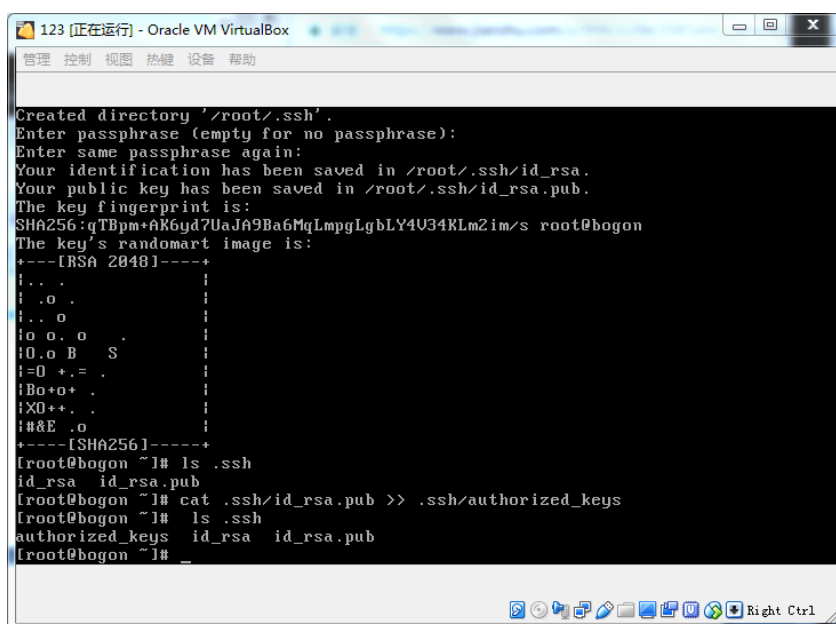 123 [正在运行] - Oracle VM VirtualBox
管理 控制 视图 热键 设备 帮助
Created directory '/root/.ssh'.
Enter passphrase (empty for no passphrase):
Enter same passphrase again:
Your identification has been saved in /root/.ssh/id_rsa.
Your public key has been saved in /root/.ssh/id_rsa.pub.
The key fingerprint is:
SHA256:qTBpm+AK6yd7UaJA9Ba6MqLmpgLgbLY4V34KLm2im/s root@bogon
The key's randomart image is:
+---[RSA 2048]----+
|.. .             |
| .o .            |
|.. o             |
|o o. o    .      |
|O.o B   S        |
|=O +.= .         |
|Bo+o+ .          |
|XO++. .          |
|#&E .o           |
+----[SHA256]-----+
[root@bogon ~]# ls .ssh
id_rsa  id_rsa.pub
[root@bogon ~]# cat .ssh/id_rsa.pub >> .ssh/authorized_keys
[root@bogon ~]#  ls .ssh
authorized_keys  id_rsa  id_rsa.pub
[root@bogon ~]# _
Right Ctrl